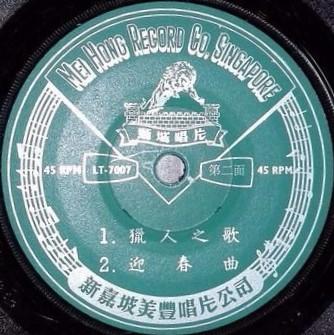 MEI HONG RECORD CO. SINGAPORE
獅城唱片
45 RPM LT-7007 第二面 45 RPM
1. 獵人之歌
2. 迎春曲
新嘉坡美豐唱片公司